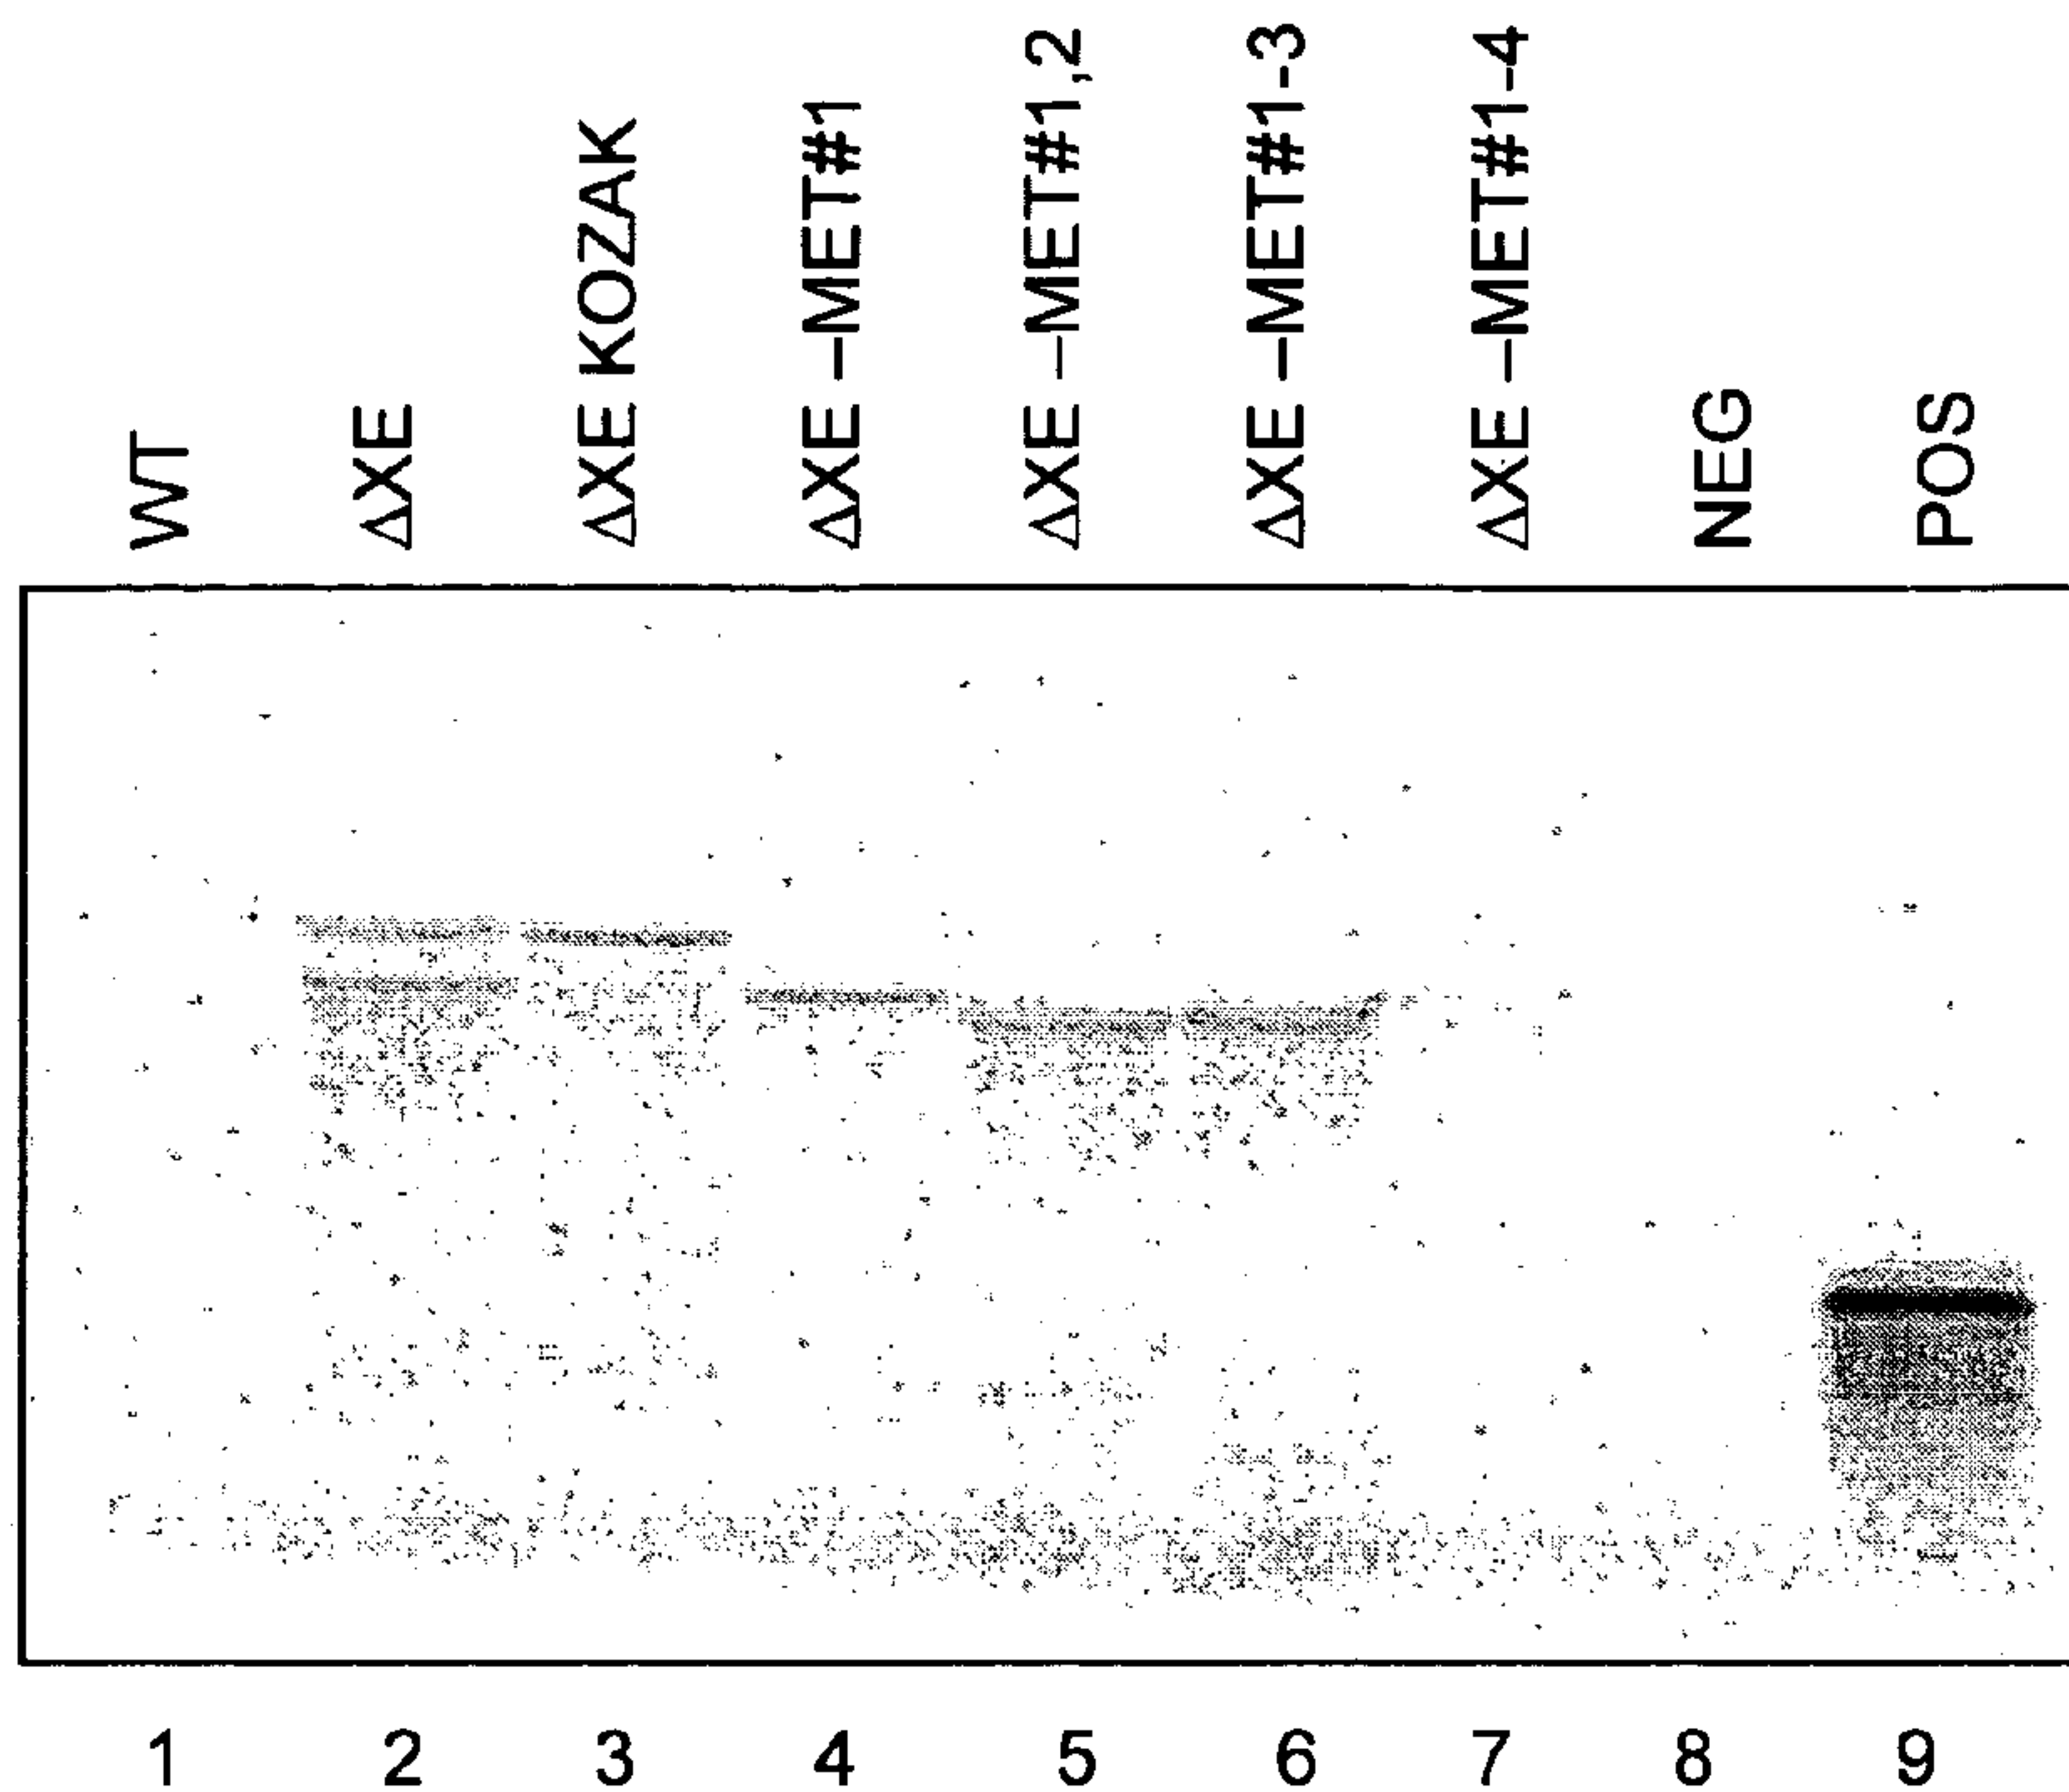 WT
ΔXE
ΔXE KOZAK
ΔXE –MET#1
ΔXE –MET#1,2
ΔXE –MET#1-3
ΔXE –MET#1-4
NEG
POS
1 2 3 4 5 6 7 8 9